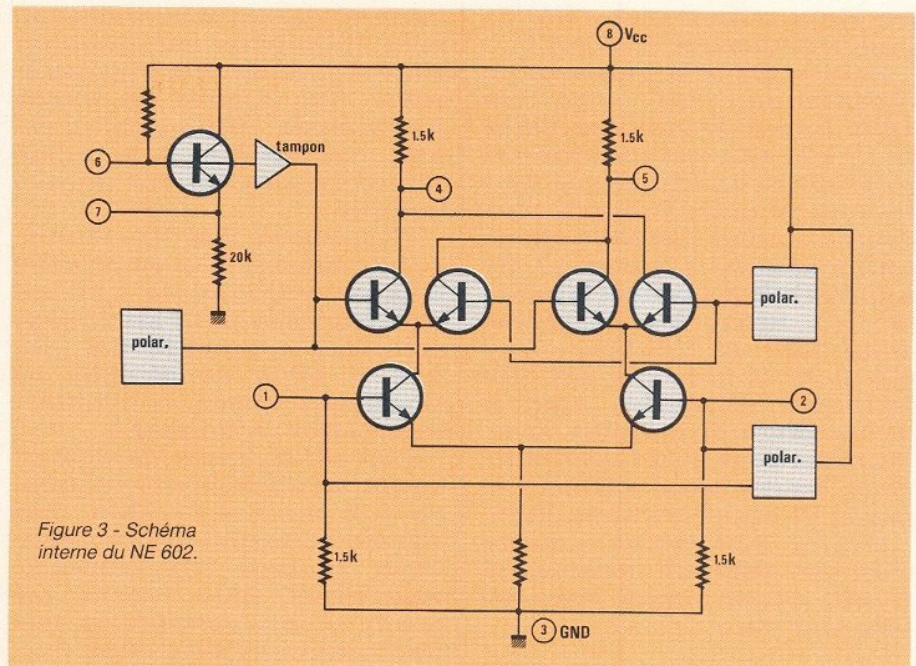 8 Vcc
1.5k
1.5k
tampon
6
4
5
7
20k
polar.
polar.
1
2
polar.
Figure 3 - Schéma
interne du NE 602.
1.5k
1.5k
3 GND